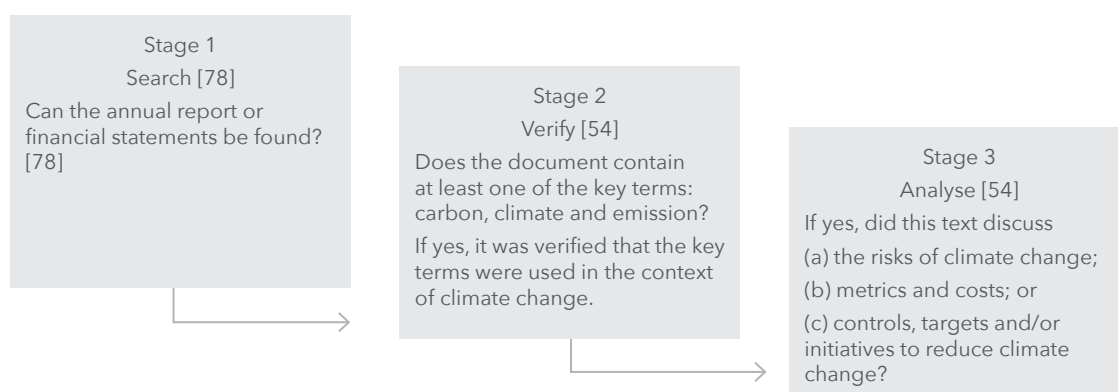 Stage 1
Search [78]
Can the annual report or
financial statements be found?
[78]
Stage 2
Verify [54]
Does the document contain
at least one of the key terms:
carbon, climate and emission?
If yes, it was verified that the key
terms were used in the context
of climate change.
Stage 3
Analyse [54]
If yes, did this text discuss
(a) the risks of climate change;
(b) metrics and costs; or
(c) controls, targets and/or
initiatives to reduce climate
change?